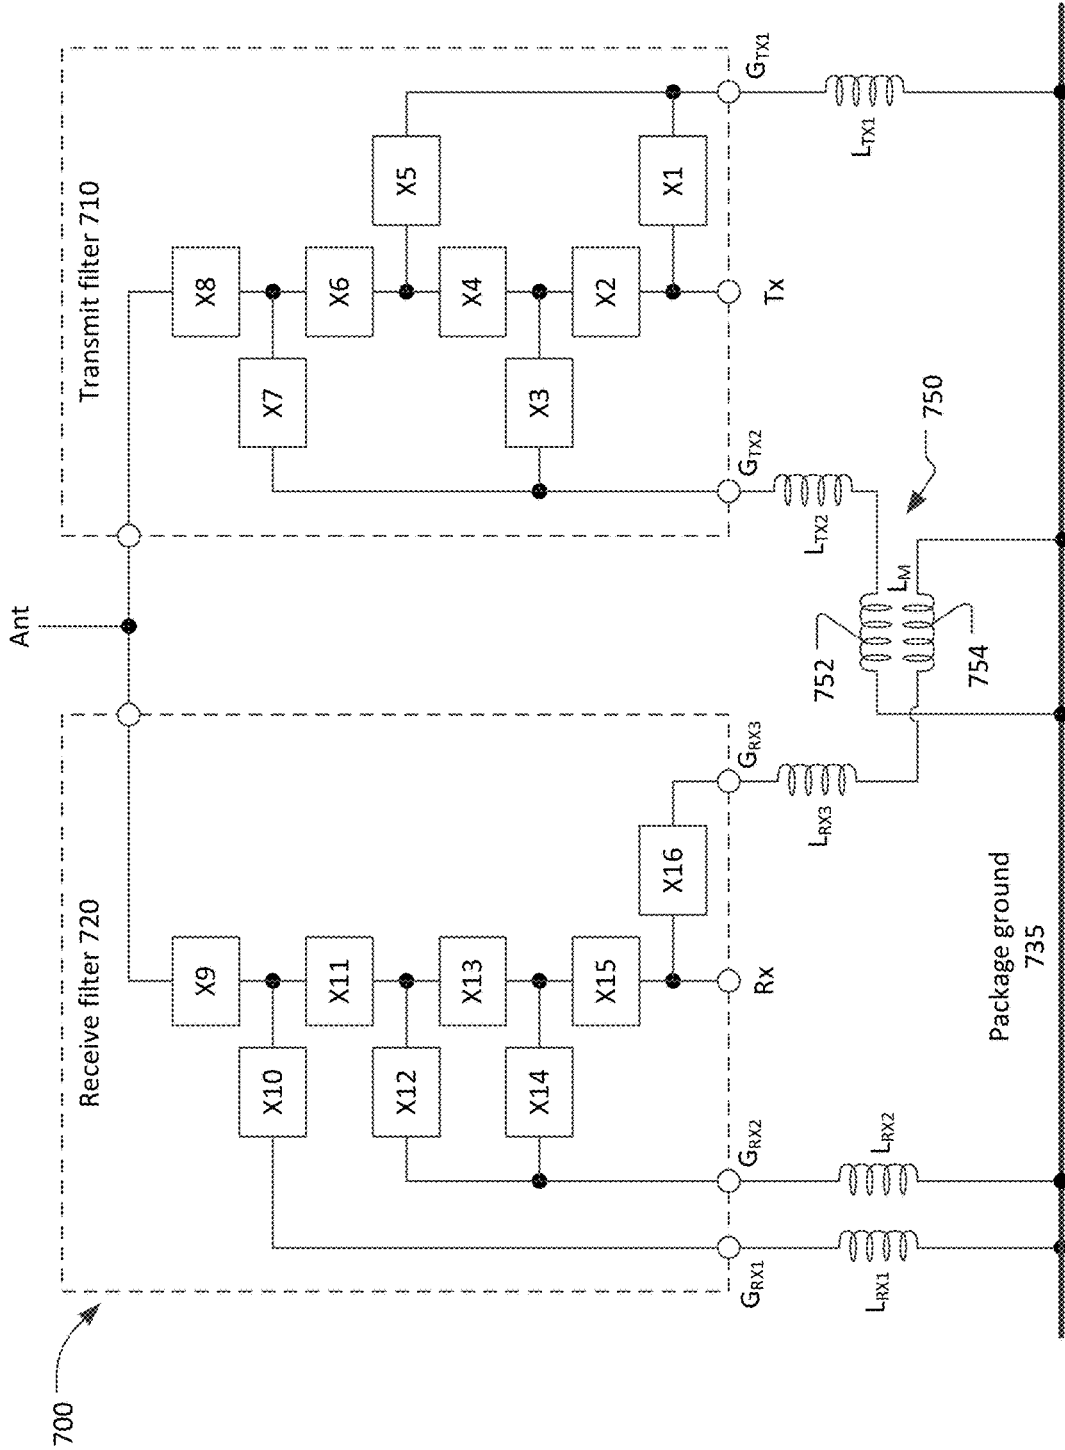 700
Ant
Receive filter 720
Transmit filter 710
X9
X10
X11
X12
X13
X14
X15
X16
X8
X7
X6
X5
X4
X3
X2
X1
GRX1
GRX2
Rx
GRX3
GTX2
Tx
GTX1
LRX1
LRX2
LRX3
LTX2
LTX1
752
LM
754
750
Package ground
735